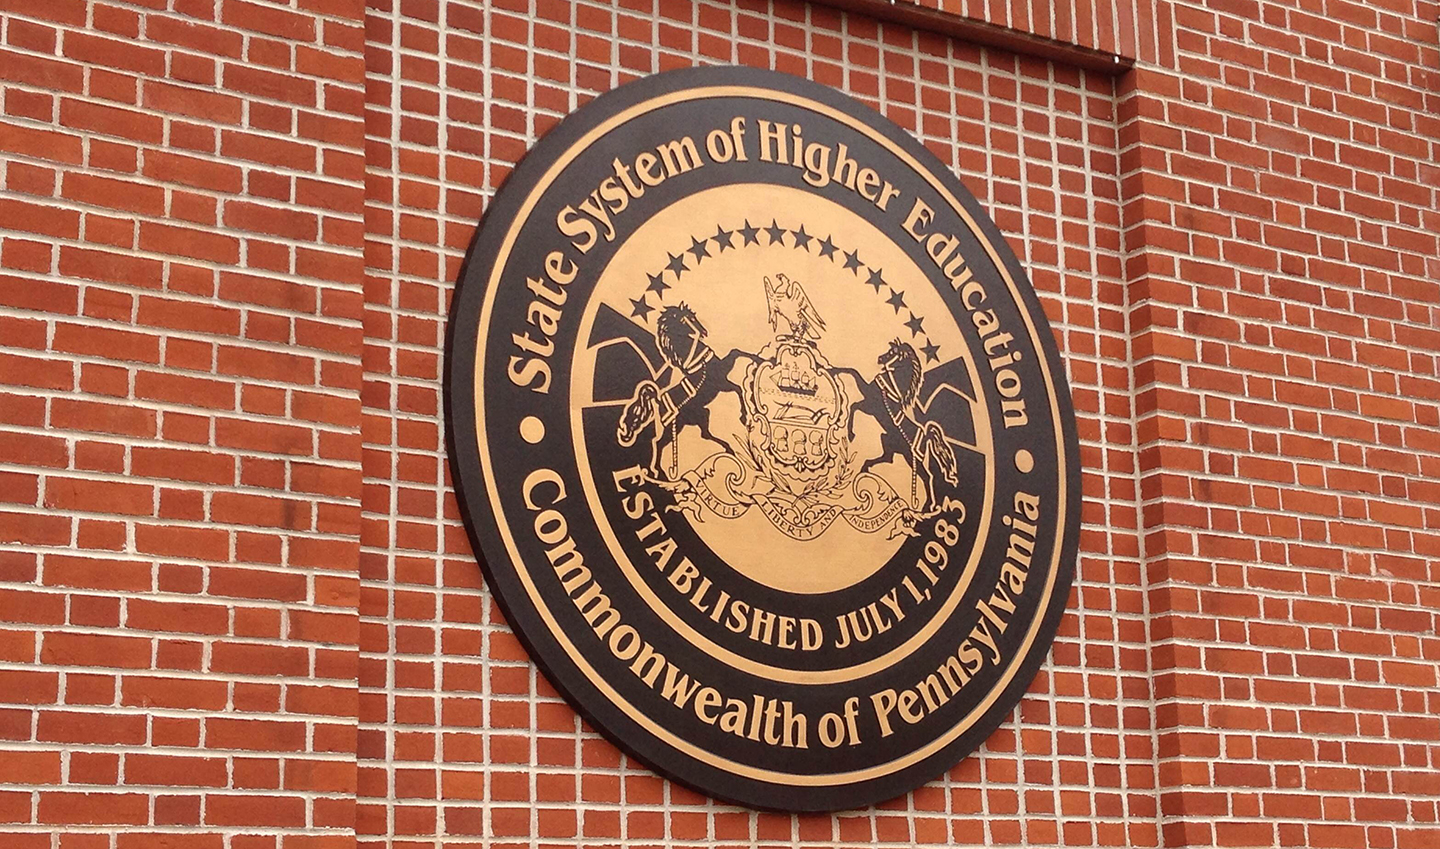 State System of Higher Education
Commonwealth of Pennsylvania
ESTABLISHED JULY 1, 1983
VIRTUE LIBERTY AND INDEPENDENCE